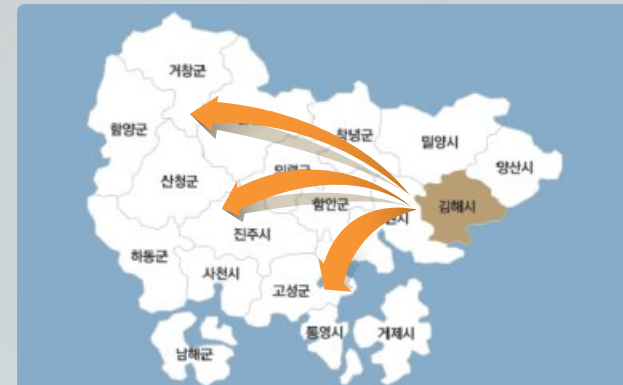 거창군
함양군
창녕군
밀양시
양산시
산청군
함안군
김해시
진주시
하동군
사천시
고성군
통영시
거제시
남해군